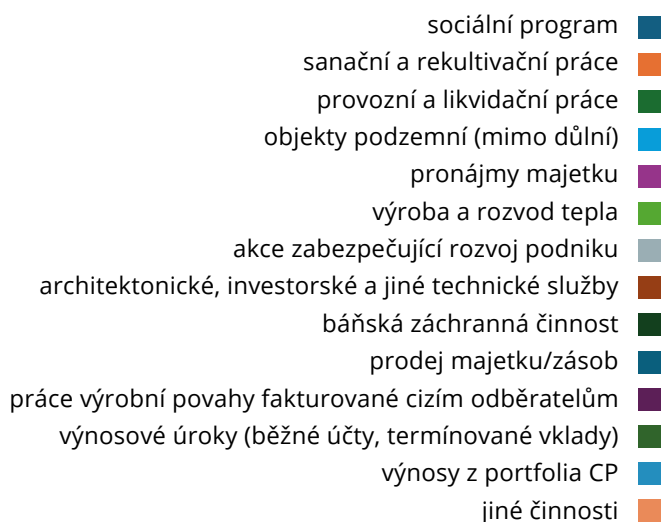 sociální program
sanační a rekultivační práce
provozní a likvidační práce
objekty podzemní (mimo důlní)
pronájmy majetku
výroba a rozvod tepla
akce zabezpečující rozvoj podniku
architektonické, investorské a jiné technické služby
báňská záchranná činnost
prodej majetku/zásob
práce výrobní povahy fakturované cizím odběratelům
výnosové úroky (běžné účty, termínované vklady)
výnosy z portfolia CP
jiné činnosti